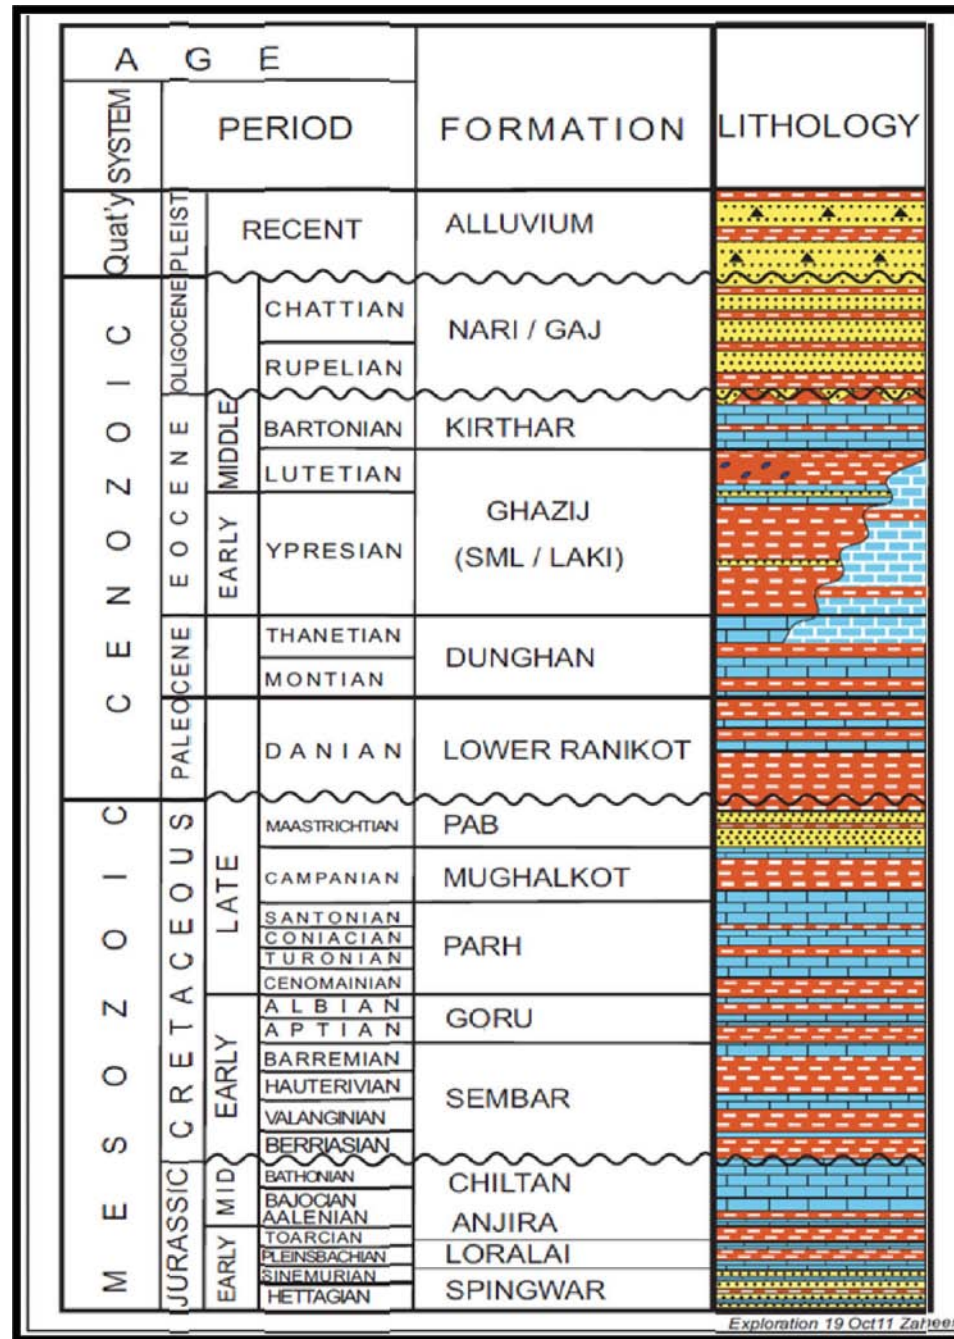 A G E
SYSTEM
PERIOD
FORMATION
LITHOLOGY
Quat'y
PLEIST
RECENT
ALLUVIUM
CENOZOIC
OLIGOCENE
CHATTIAN
RUPELIAN
NARI / GAJ
EOCENE
MIDDLE
BARTONIAN
KIRTHAR
LUTETIAN
EARLY
YPRESIAN
GHAZIJ
(SML / LAKI)
PALEOCENE
THANETIAN
MONTIAN
DUNGHAN
DANIAN
LOWER RANIKOT
MESOZOIC
CRETACEOUS
LATE
MAASTRICHTIAN
PAB
CAMPANIAN
MUGHALKOT
SANTONIAN
CONIACIAN
TURONIAN
CENOMAINIAN
PARH
EARLY
ALBIAN
APTIAN
GORU
BARREMIAN
HAUTERIVIAN
VALANGINIAN
BERRIASIAN
SEMBAR
JURASSIC
MID
BATHONIAN
BAJOCIAN
AALENIAN
CHILTAN
ANJIRA
EARLY
TOARCIAN
PLEINSBACHIAN
LORALAI
SINEMURIAN
HETTAGIAN
SPINGWAR
Exploration 19 Oct11 Zaheer